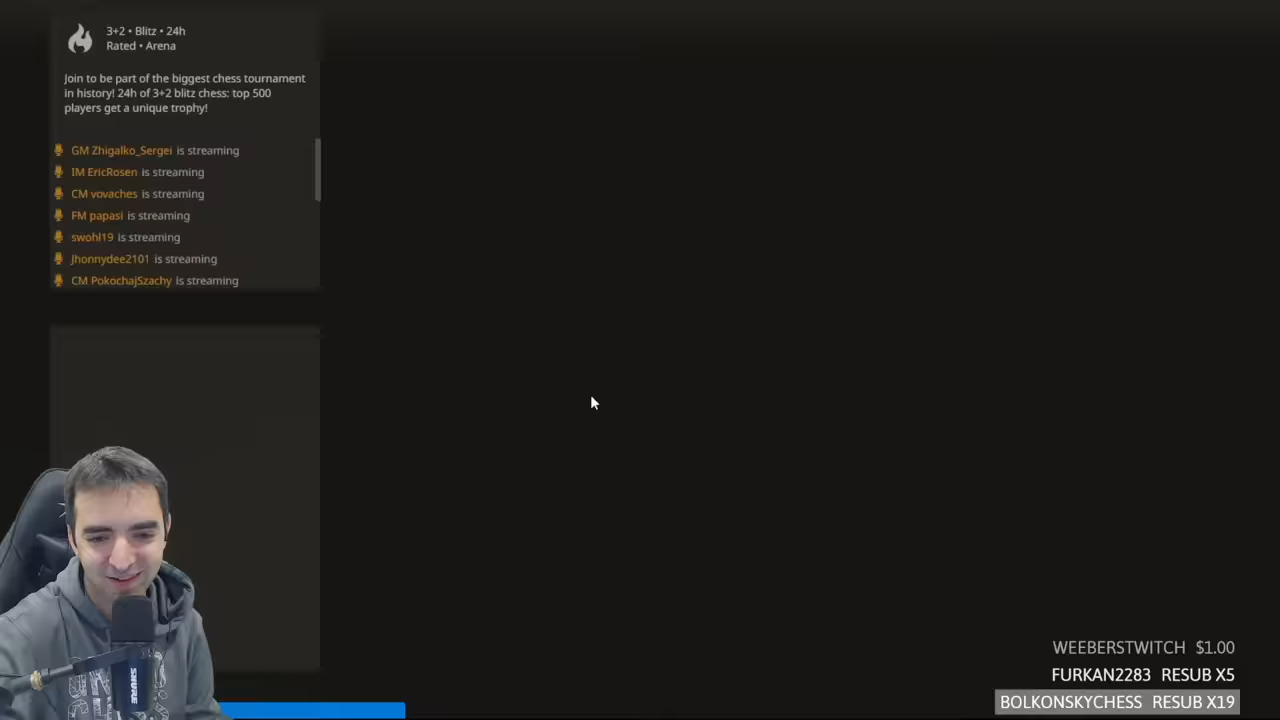 3+2 • Blitz • 24h
Rated • Arena
Join to be part of the biggest chess tournament
in history! 24h of 3+2 blitz chess: top 500
players get a unique trophy!
GM Zhigalko_Sergei is streaming
IM EricRosen is streaming
CM vovaches is streaming
FM papasi is streaming
swohl19 is streaming
Jhonnydee2101 is streaming
CM PokochajSzachy is streaming
SHURE
WEEBERSTWITCH $1.00
FURKAN2283 RESUB X5
BOLKONSKYCHESS RESUB X19